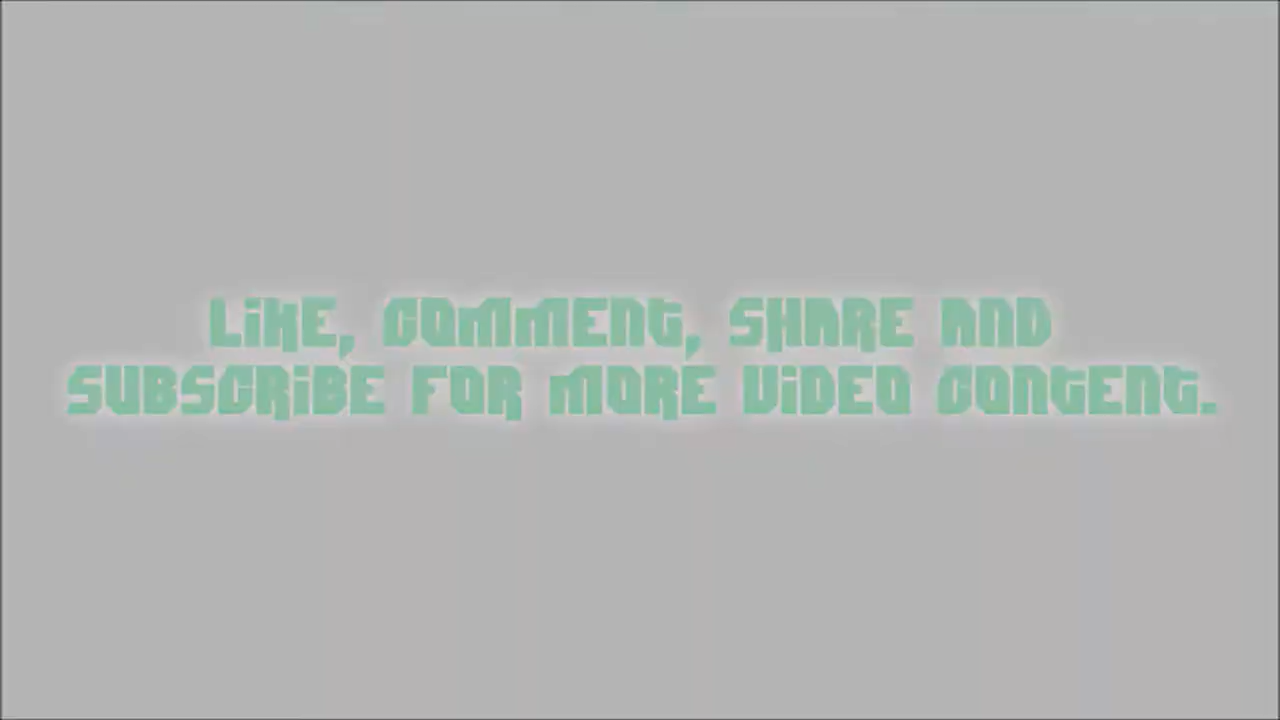 LiKE, COMMENt, SHARE AND
SUBSCRiBE FOR MORE ViDEO CONtENt.